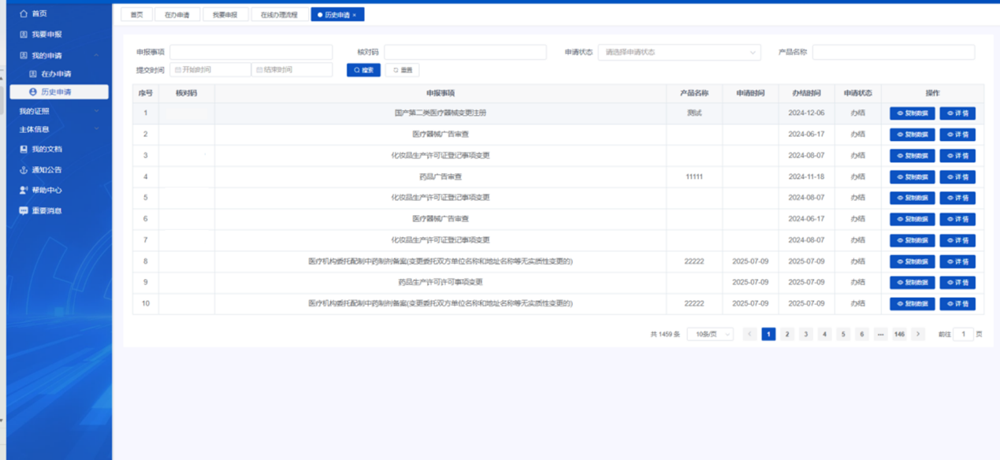 首页
我要申报
我的申请
在办申请
历史申请
我的证照
主体信息
我的文档
通知公告
帮助中心
重要消息
首页 在办申请 我要申报 在线办理流程 历史申请 ×
申报事项 核对码 申请状态 请选择申请状态 产品名称
提交时间 开始时间 结束时间 搜索 重置
序号 核对码 申报事项 产品名称 申请时间 办结时间 申请状态 操作
1 国产第二类医疗器械变更注册 测试 2024-12-06 办结 复制数据 详情
2 医疗器械广告审查 2024-06-17 办结 复制数据 详情
3 化妆品生产许可证登记事项变更 2024-08-07 办结 复制数据 详情
4 药品广告审查 11111 2024-11-18 办结 复制数据 详情
5 化妆品生产许可证登记事项变更 2024-08-07 办结 复制数据 详情
6 医疗器械广告审查 2024-06-17 办结 复制数据 详情
7 化妆品生产许可证登记事项变更 2024-08-07 办结 复制数据 详情
8 医疗机构委托配制中药制剂备案(变更委托双方单位名称和地址名称等无实质性变更的) 22222 2025-07-09 2025-07-09 办结 复制数据 详情
9 药品生产许可许可事项变更 2025-07-09 2025-07-09 办结 复制数据 详情
10 医疗机构委托配制中药制剂备案(变更委托双方单位名称和地址名称等无实质性变更的) 22222 2025-07-09 2025-07-09 办结 复制数据 详情
共 1459 条 10条/页 1 2 3 4 5 6 ··· 146 前往 1 页